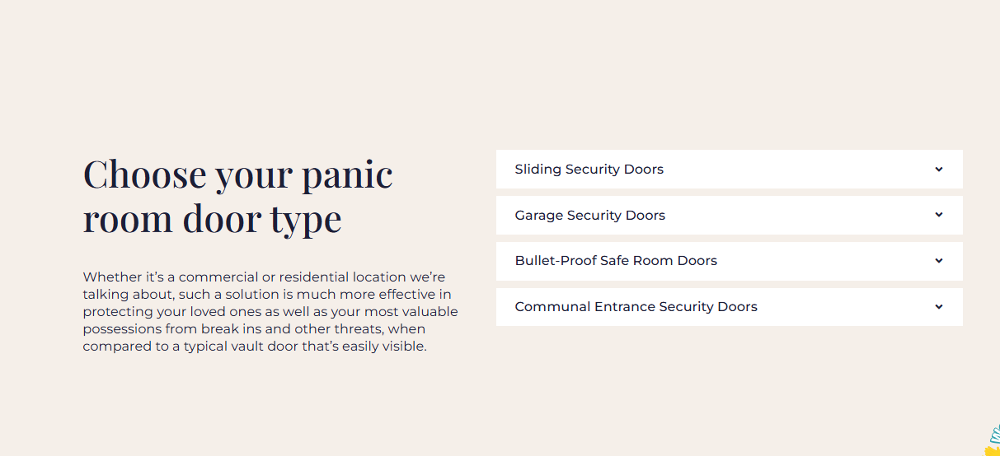 Choose your panic
room door type
Whether it’s a commercial or residential location we’re
talking about, such a solution is much more effective in
protecting your loved ones as well as your most valuable
possessions from break ins and other threats, when
compared to a typical vault door that’s easily visible.
Sliding Security Doors
Garage Security Doors
Bullet-Proof Safe Room Doors
Communal Entrance Security Doors